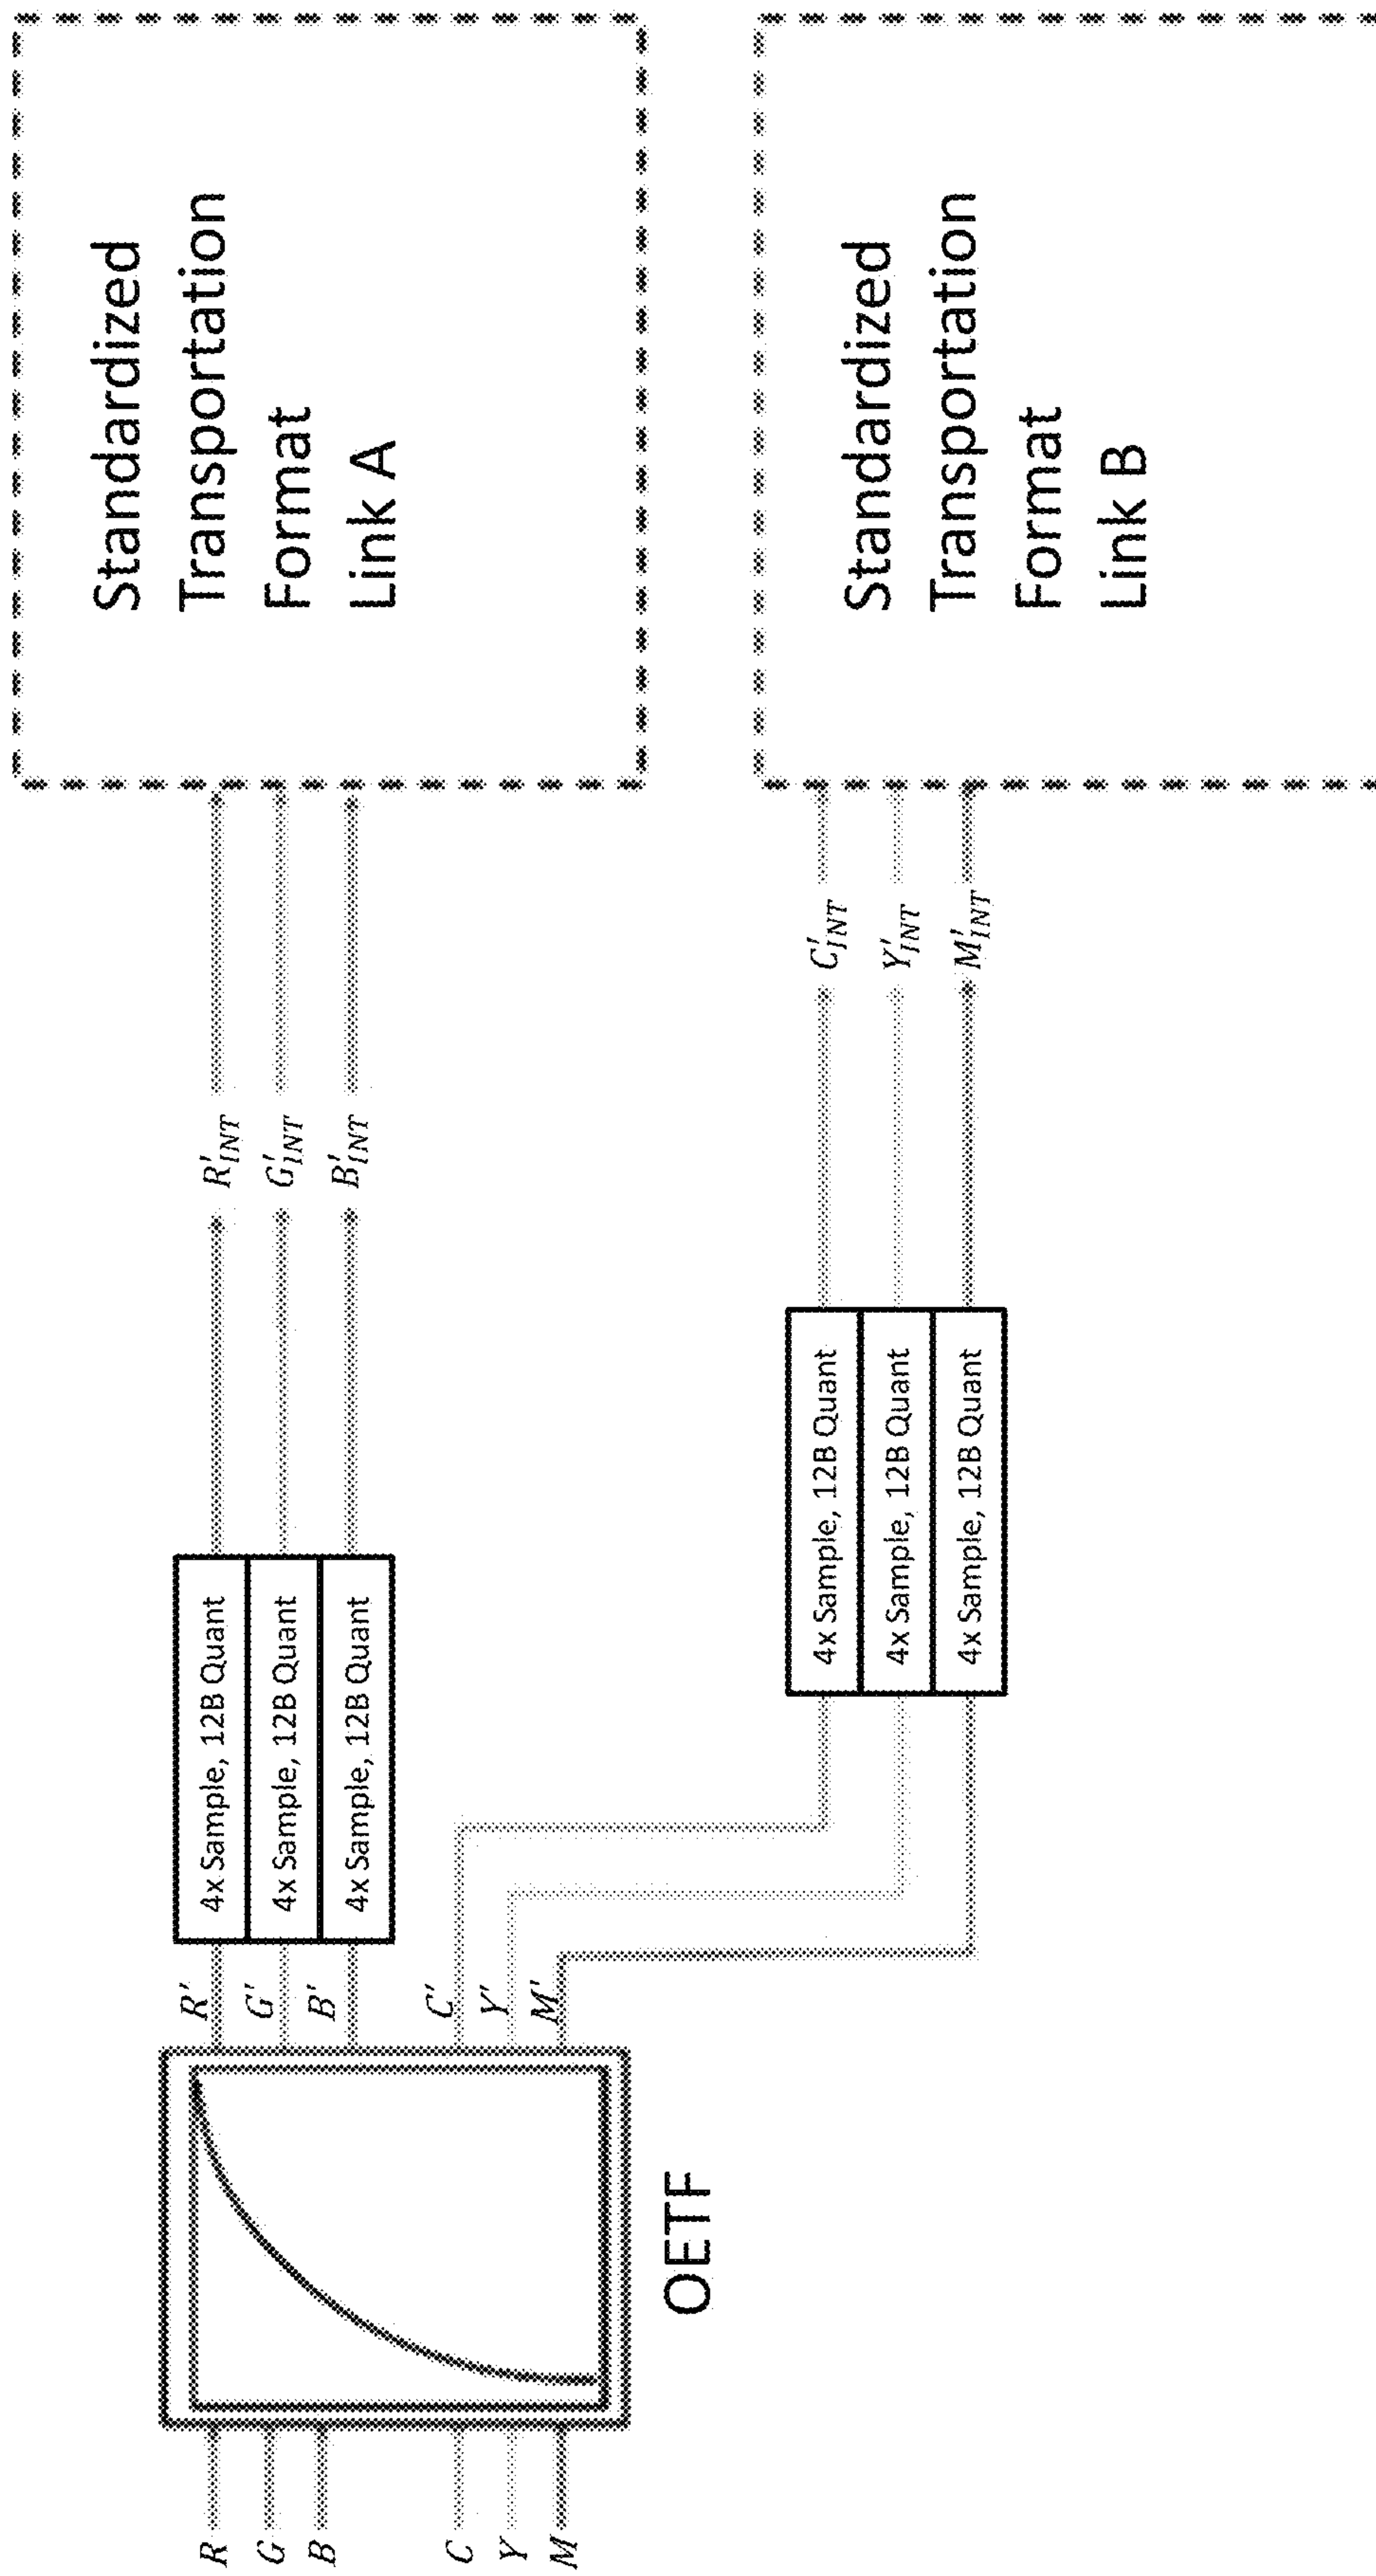 R
G
B
C
Y
M
OETF
R'
G'
B'
C'
Y'
M'
4x Sample, 12B Quant
4x Sample, 12B Quant
4x Sample, 12B Quant
4x Sample, 12B Quant
4x Sample, 12B Quant
4x Sample, 12B Quant
R'INT
G'INT
B'INT
C'INT
Y'INT
M'INT
Standardized
Transportation
Format
Link A
Standardized
Transportation
Format
Link B